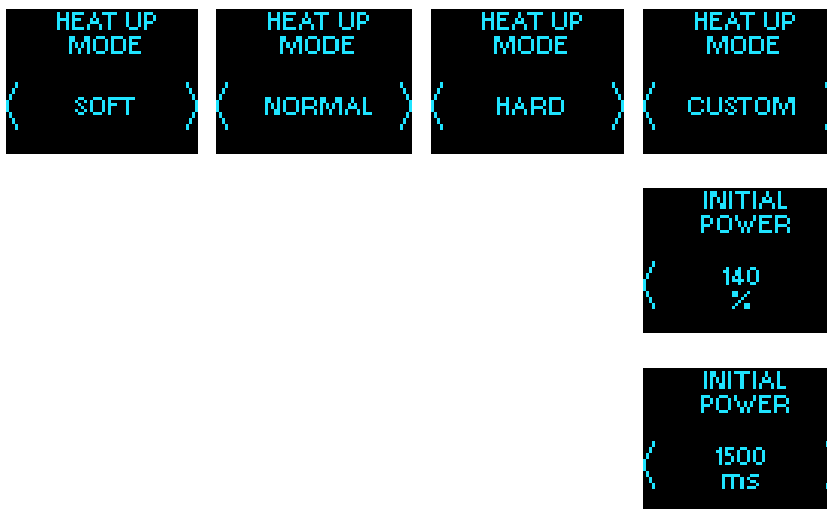 HEAT UP
MODE
SOFT
HEAT UP
MODE
NORMAL
HEAT UP
MODE
HARD
HEAT UP
MODE
CUSTOM
INITIAL
POWER
140
%
INITIAL
POWER
1500
ms